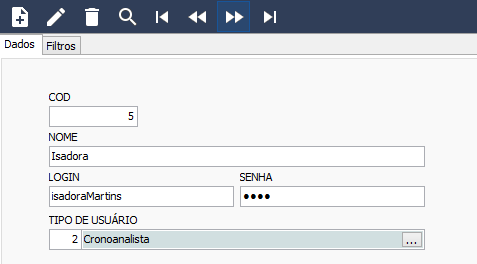 Dados Filtros
COD
5
NOME
Isadora
LOGIN SENHA
isadoraMartins ••••
TIPO DE USUÁRIO
2 Cronoanalista ...